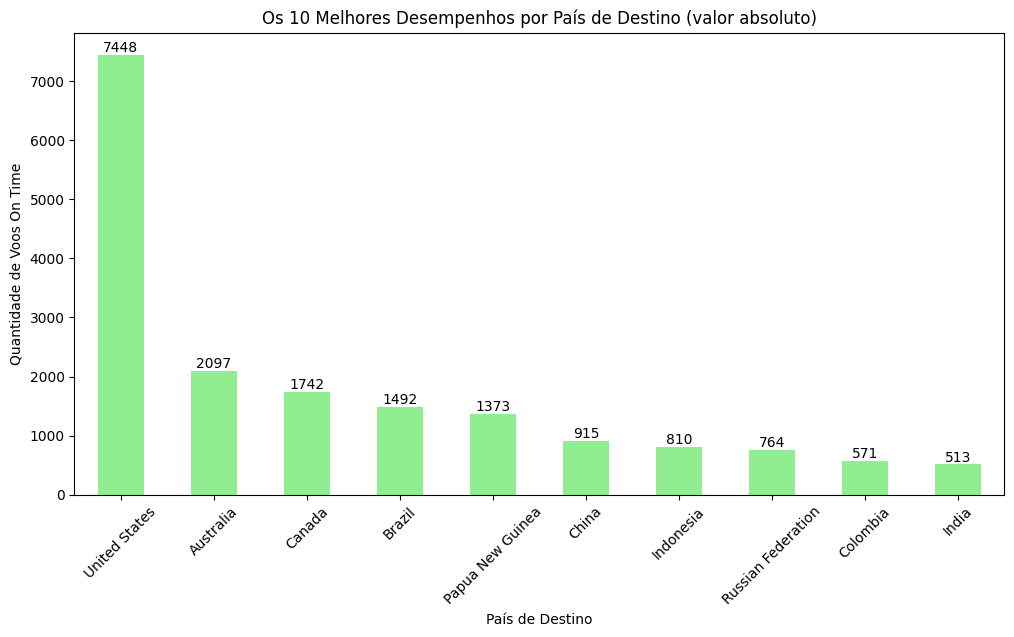 Os 10 Melhores Desempenhos por País de Destino (valor absoluto)
Quantidade de Voos On Time
7000
6000
5000
4000
3000
2000
1000
0
7448
2097
1742
1492
1373
915
810
764
571
513
United States
Australia
Canada
Brazil
Papua New Guinea
China
Indonesia
Russian Federation
Colombia
India
País de Destino